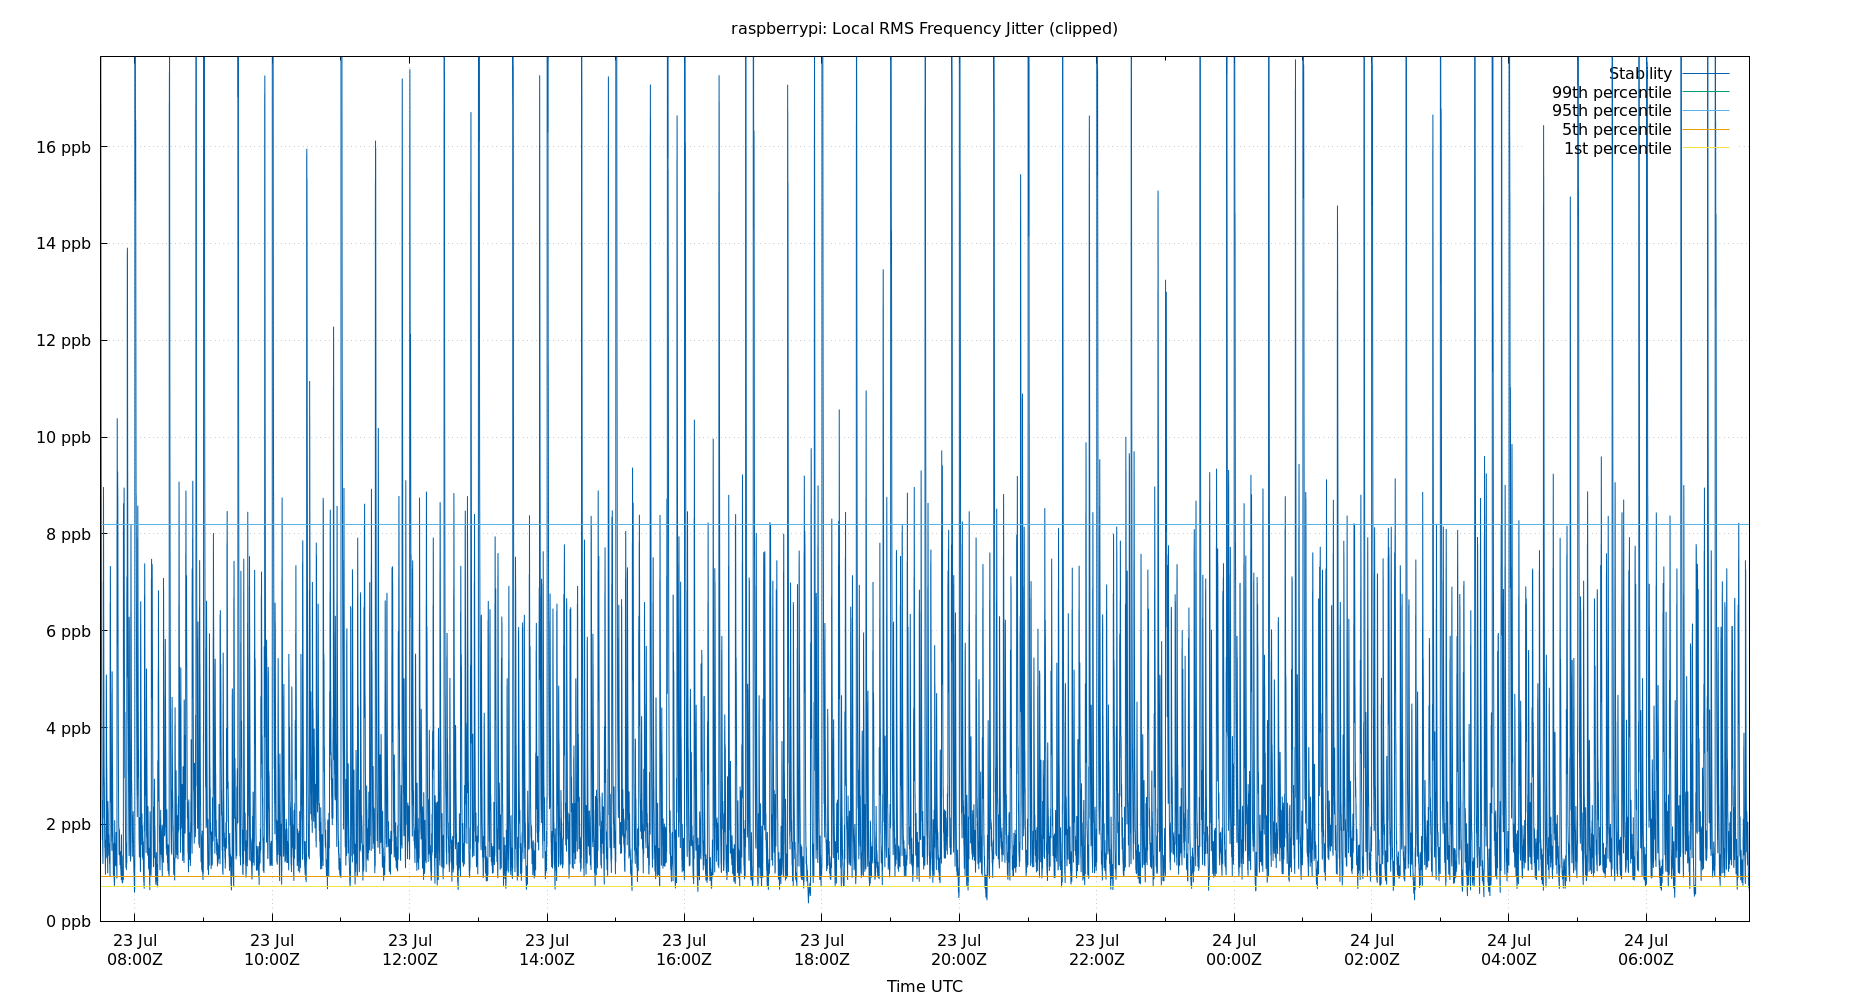 raspberrypi: Local RMS Frequency Jitter (clipped)
Stability
99th percentile
95th percentile
5th percentile
1st percentile
16 ppb
14 ppb
12 ppb
10 ppb
8 ppb
6 ppb
4 ppb
2 ppb
0 ppb
23 Jul 23 Jul 23 Jul 23 Jul 23 Jul 23 Jul 23 Jul 23 Jul 24 Jul 24 Jul 24 Jul 24 Jul
08:00Z 10:00Z 12:00Z 14:00Z 16:00Z 18:00Z 20:00Z 22:00Z 00:00Z 02:00Z 04:00Z 06:00Z
Time UTC